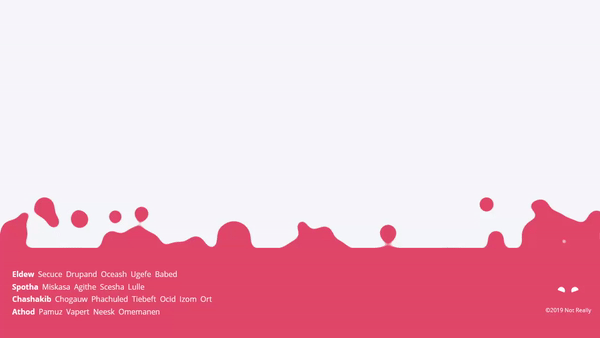 Eldew Secuce Drupand Oceash Ugefe Babed
Spotha Miskasa Agithe Scesha Lulle
Chashakib Chogauw Phachuled Tiebeft Ocid Izom Ort
Athod Pamuz Vapert Neesk Omemanen
©2019 Not Really